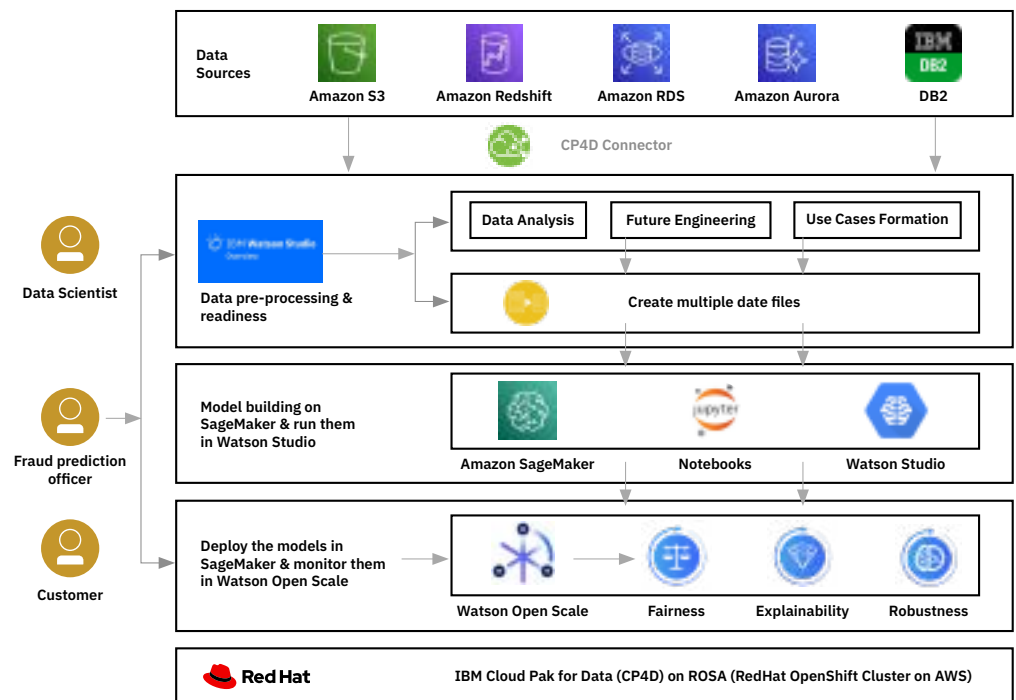 Data
Sources
Amazon S3
Amazon Redshift
Amazon RDS
Amazon Aurora
IBM
DB2
DB2
CP4D Connector
Data Scientist
IBM Watson Studio
Overview
Data pre-processing &
readiness
Data Analysis
Future Engineering
Use Cases Formation
Create multiple date files
Fraud prediction
officer
Model building on
SageMaker & run them
in Watson Studio
jupyter
Amazon SageMaker
Notebooks
Watson Studio
Customer
Deploy the models in
SageMaker & monitor them
in Watson Open Scale
Watson Open Scale
Fairness
Explainability
Robustness
Red Hat
IBM Cloud Pak for Data (CP4D) on ROSA (RedHat OpenShift Cluster on AWS)